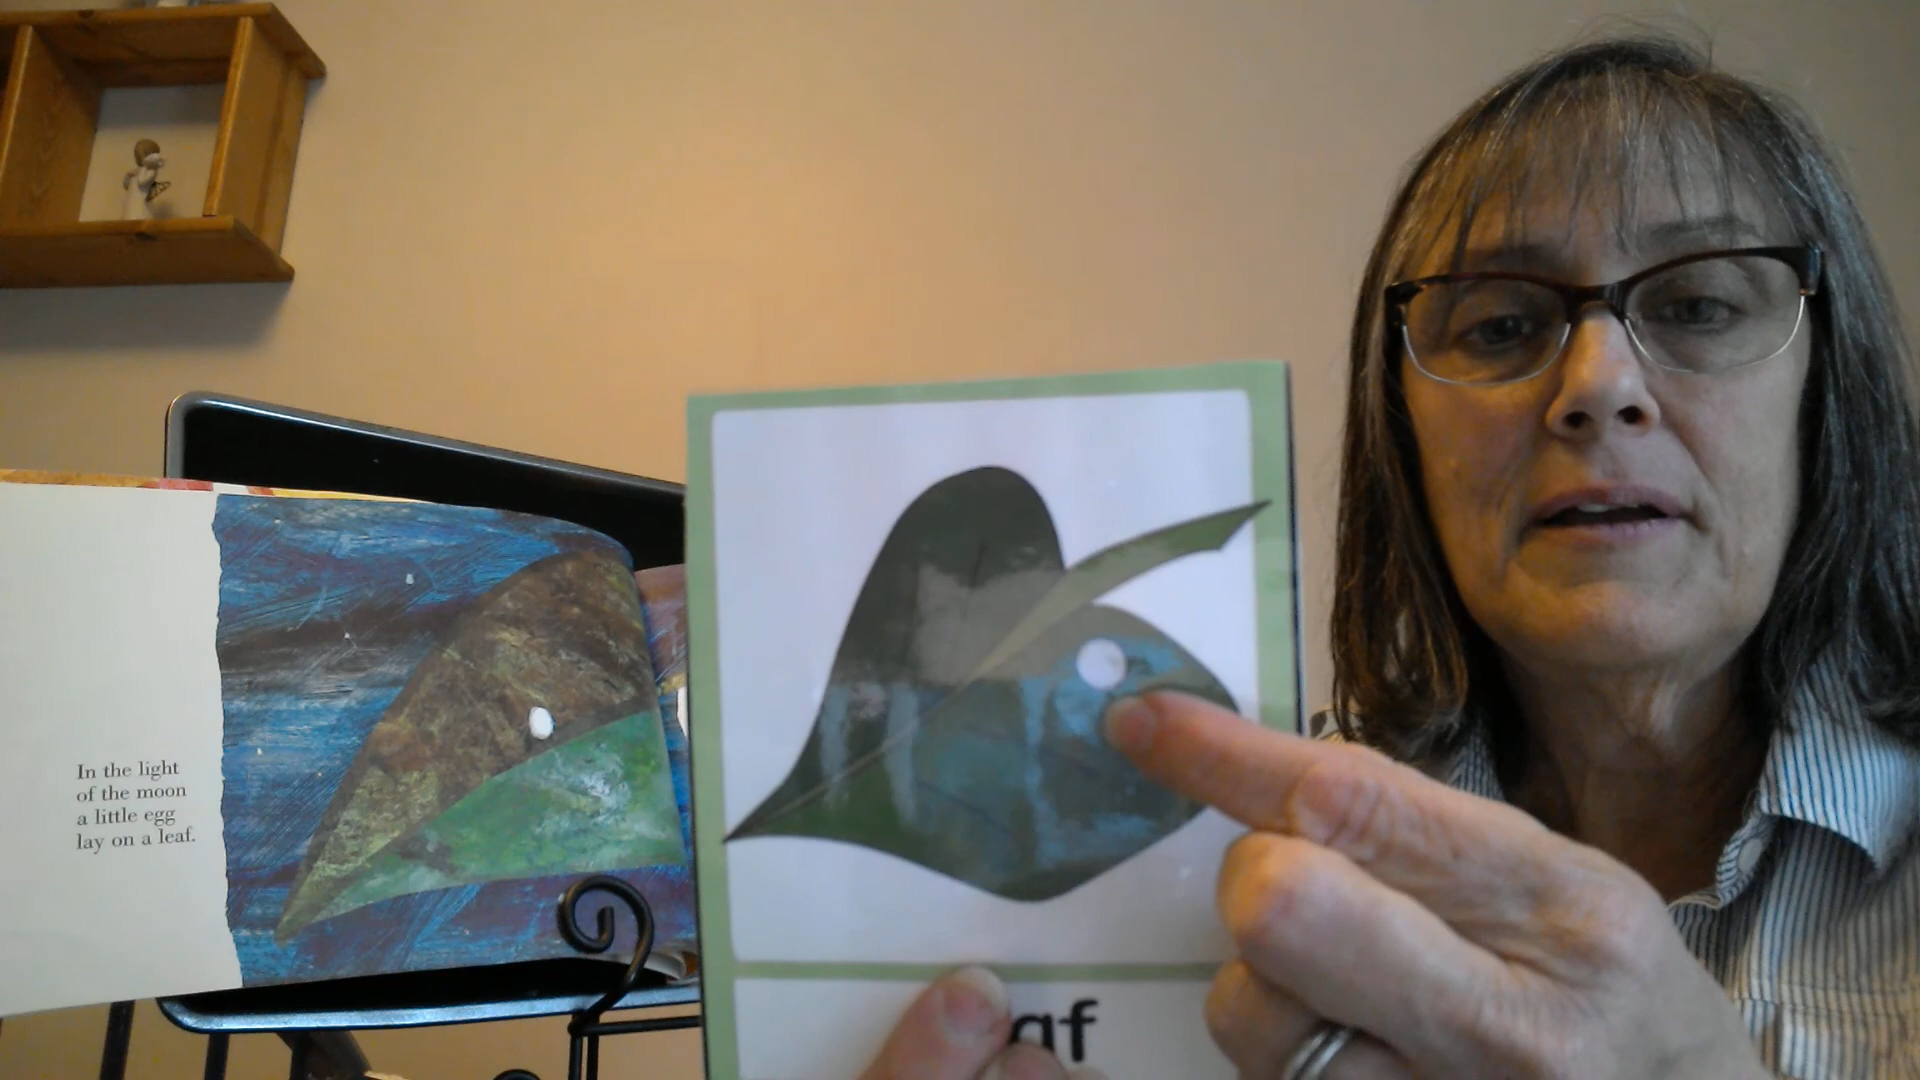 In the light
of the moon
a little egg
lay on a leaf.